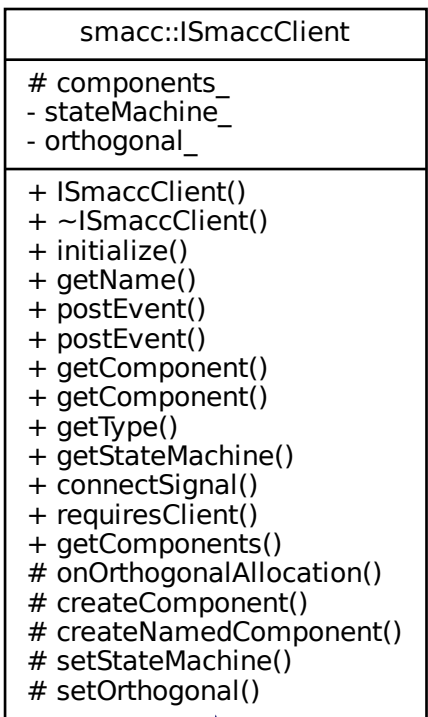 smacc::ISmaccClient
# components_
- stateMachine_
- orthogonal_
+ ISmaccClient()
+ ~ISmaccClient()
+ initialize()
+ getName()
+ postEvent()
+ postEvent()
+ getComponent()
+ getComponent()
+ getType()
+ getStateMachine()
+ connectSignal()
+ requiresClient()
+ getComponents()
# onOrthogonalAllocation()
# createComponent()
# createNamedComponent()
# setStateMachine()
# setOrthogonal()